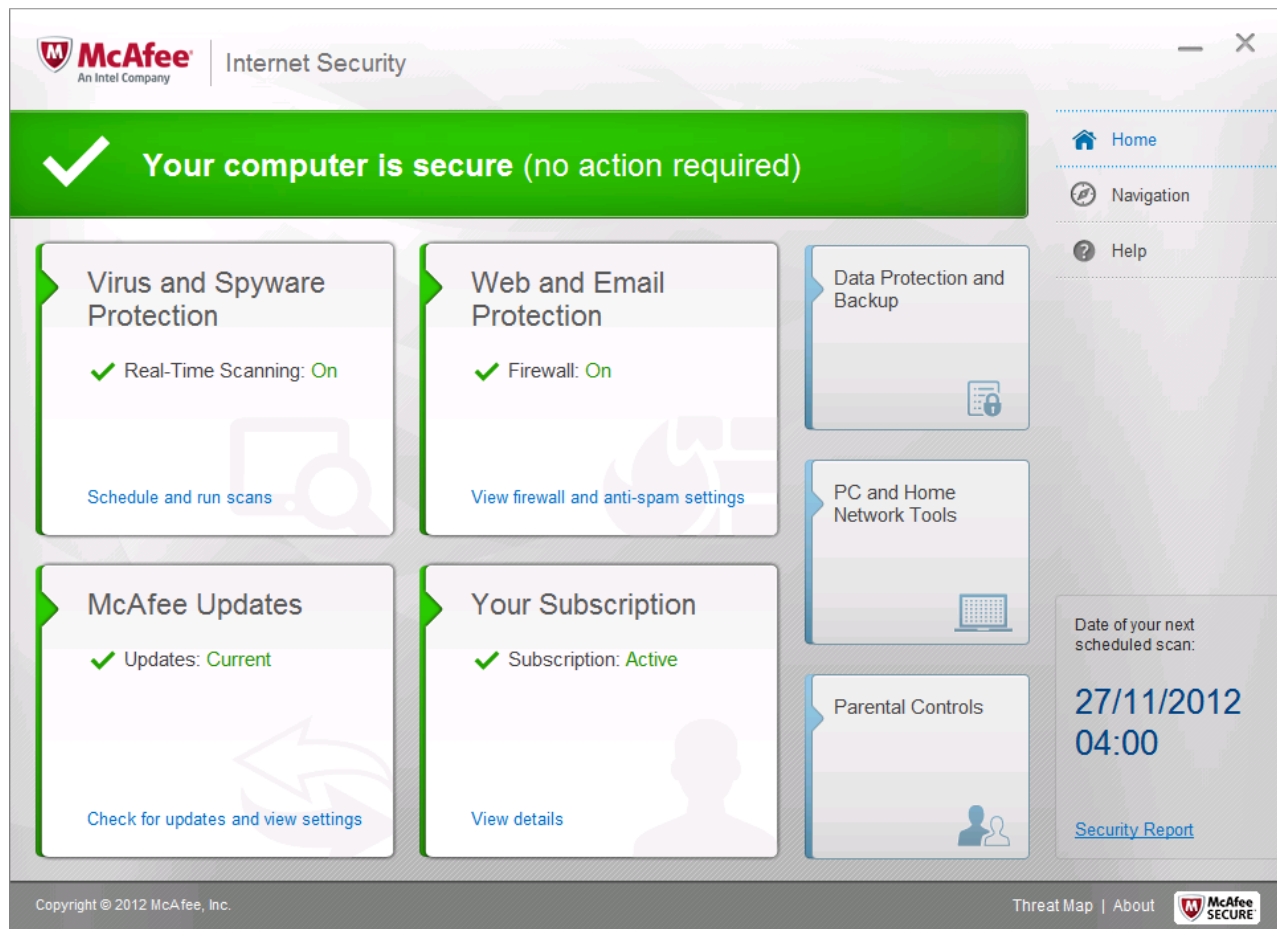 McAfee
An Intel Company
Internet Security
Your computer is secure (no action required)
Home
Navigation
Help
Virus and Spyware
Protection
Real-Time Scanning: On
Schedule and run scans
Web and Email
Protection
Firewall: On
View firewall and anti-spam settings
Data Protection and
Backup
PC and Home
Network Tools
McAfee Updates
Updates: Current
Check for updates and view settings
Your Subscription
Subscription: Active
View details
Parental Controls
Date of your next
scheduled scan:
27/11/2012
04:00
Security Report
Copyright © 2012 McAfee, Inc.
Threat Map | About
McAfee
SECURE